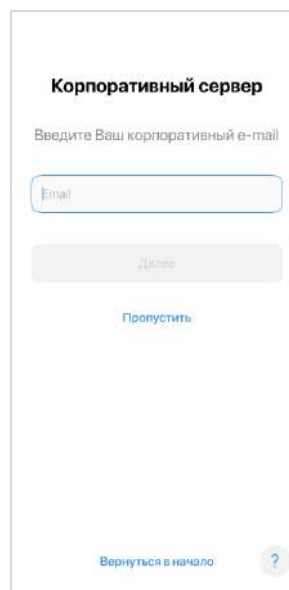 Корпоративный сервер
Введите Ваш корпоративный e-mail
Email
Далее
Пропустить
Вернуться в начало
?